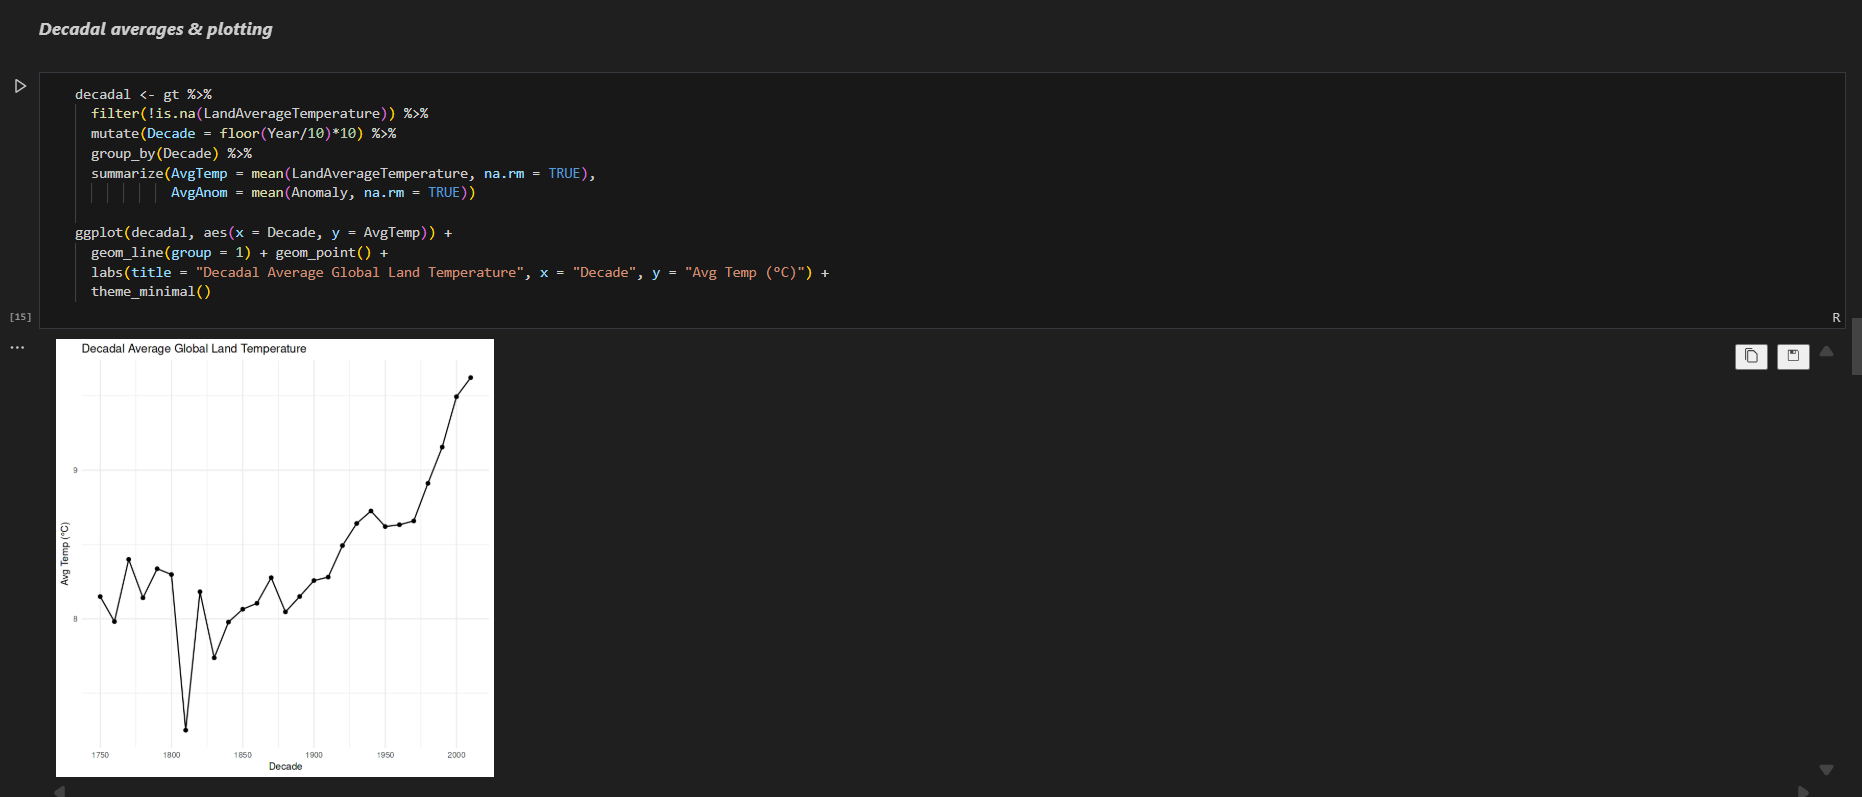 Decadal averages & plotting
decadal <- gt %>%
filter(!is.na(LandAverageTemperature)) %>%
mutate(Decade = floor(Year/10)*10) %>%
group_by(Decade) %>%
summarize(AvgTemp = mean(LandAverageTemperature, na.rm = TRUE),
AvgAnom = mean(Anomaly, na.rm = TRUE))
ggplot(decadal, aes(x = Decade, y = AvgTemp)) +
geom_line(group = 1) + geom_point() +
labs(title = "Decadal Average Global Land Temperature", x = "Decade", y = "Avg Temp (°C)") +
theme_minimal()
[15]
R
Decadal Average Global Land Temperature
9
8
Avg Temp (°C)
1750 1800 1850 1900 1950 2000
Decade